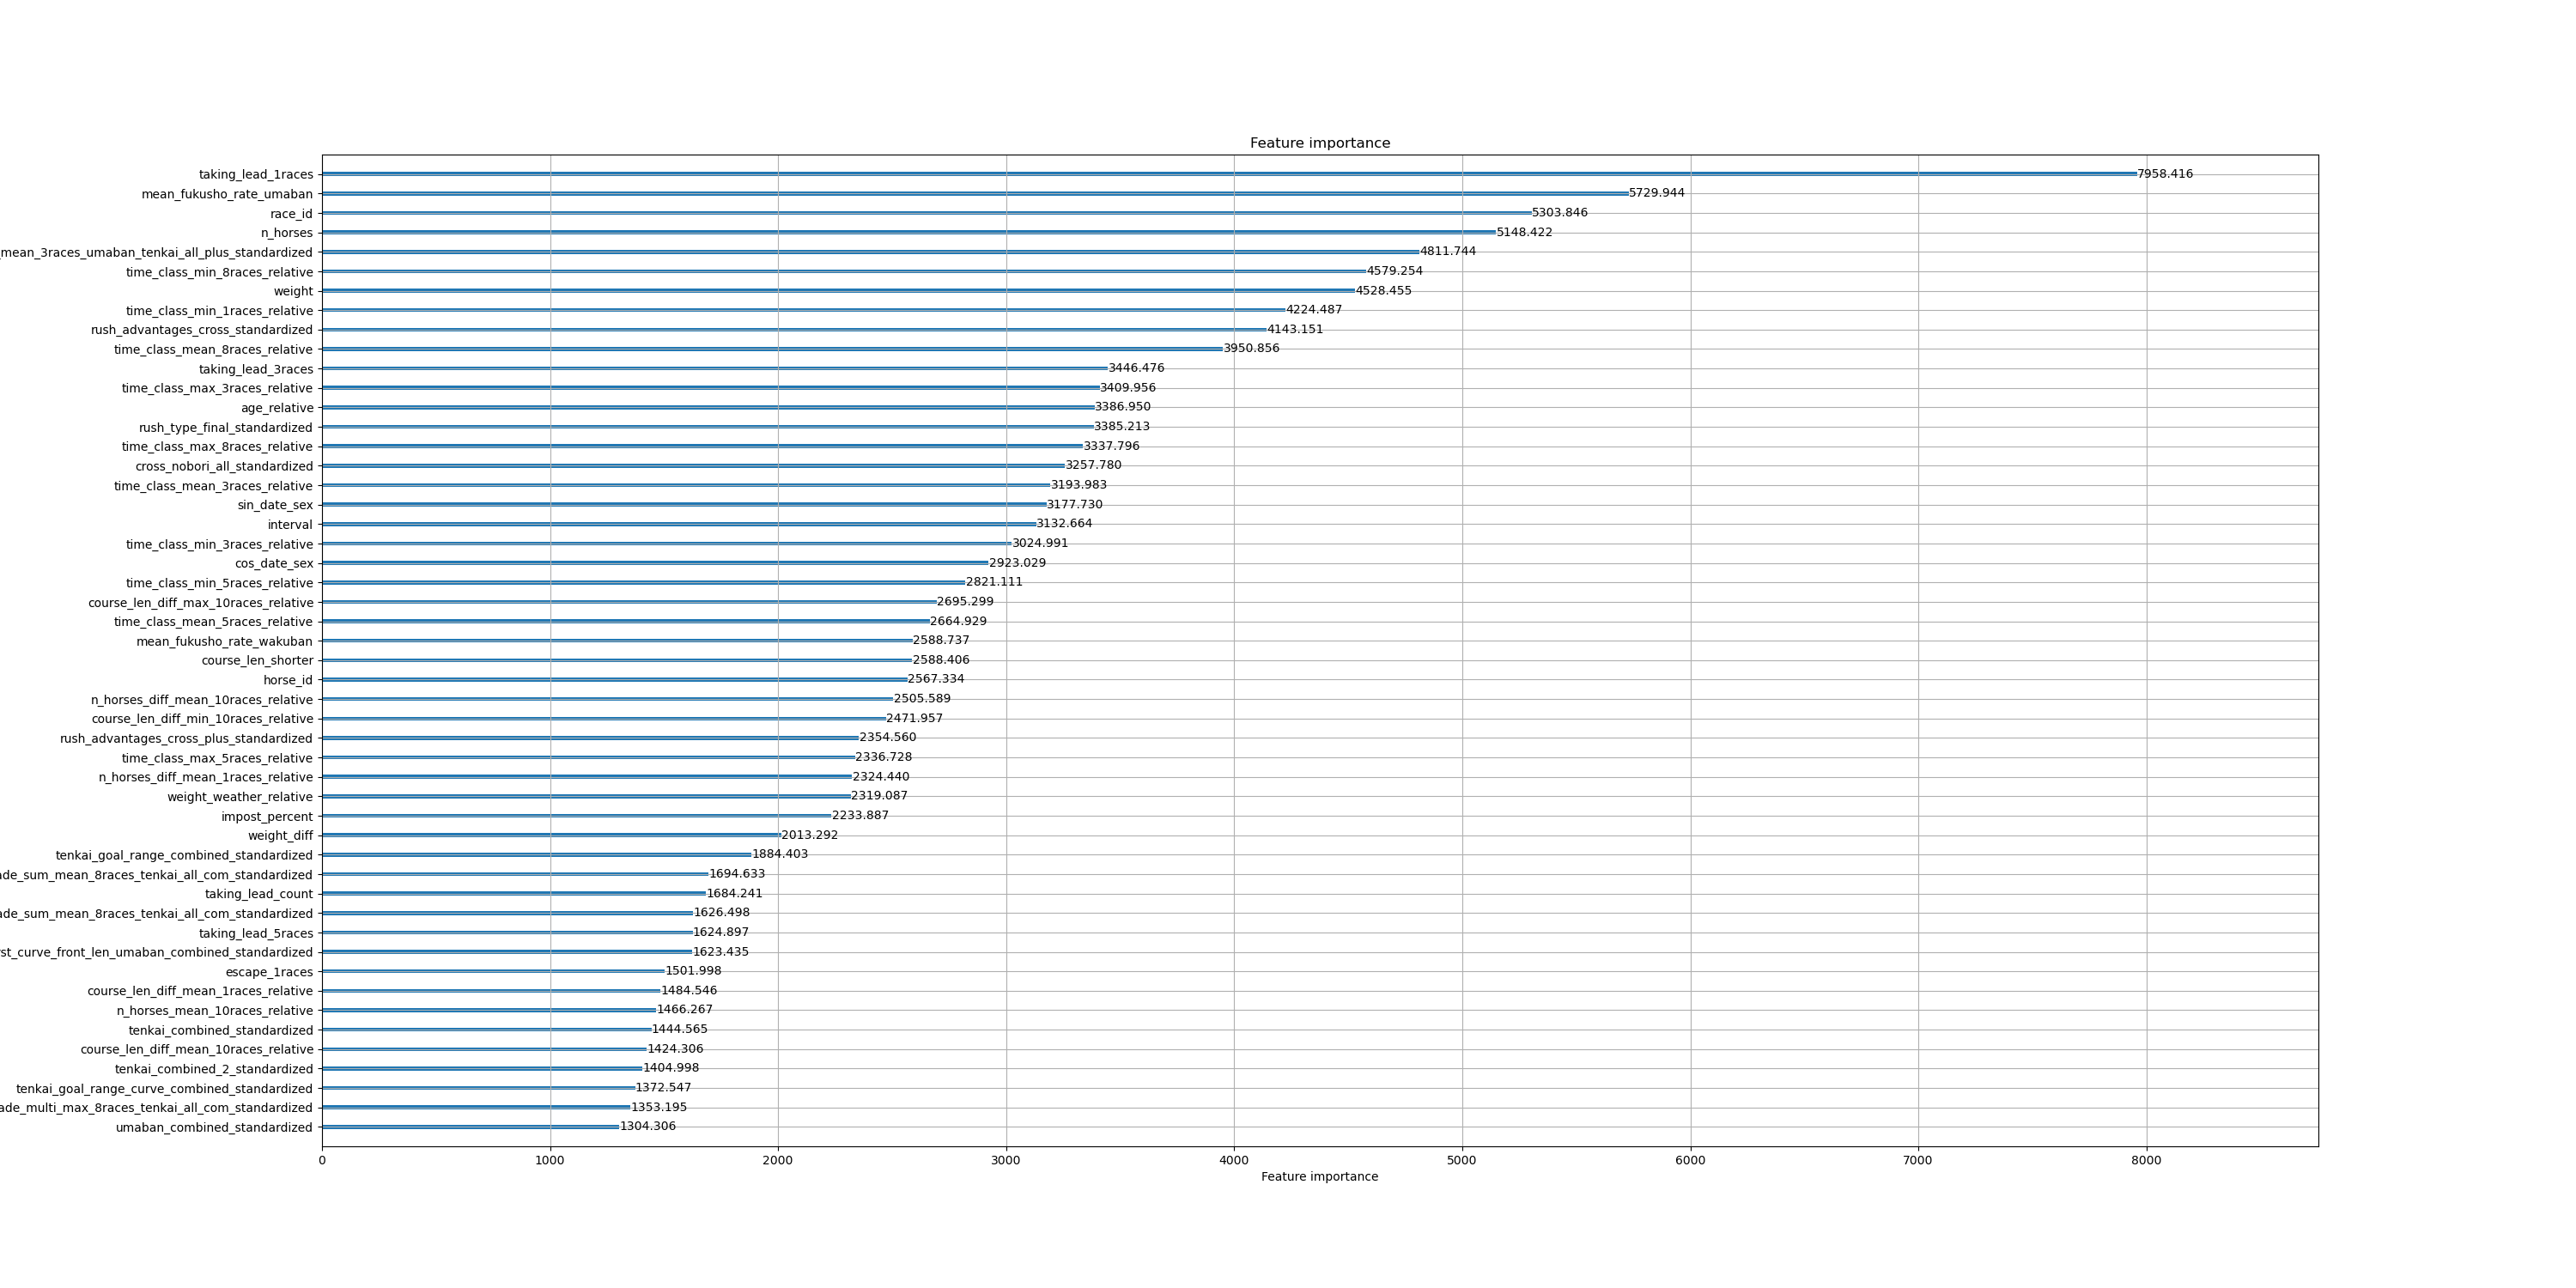 Feature importance
taking_lead_1races 7958.416
mean_fukusho_rate_umaban 5729.944
race_id 5303.846
n_horses 5148.422
_mean_3races_umaban_tenkai_all_plus_standardized 4811.744
time_class_min_8races_relative 4579.254
weight 4528.455
time_class_min_1races_relative 4224.487
rush_advantages_cross_standardized 4143.151
time_class_mean_8races_relative 3950.856
taking_lead_3races 3446.476
time_class_max_3races_relative 3409.956
age_relative 3386.950
rush_type_final_standardized 3385.213
time_class_max_8races_relative 3337.796
cross_nobori_all_standardized 3257.780
time_class_mean_3races_relative 3193.983
sin_date_sex 3177.730
interval 3132.664
time_class_min_3races_relative 3024.991
cos_date_sex 2923.029
time_class_min_5races_relative 2821.111
course_len_diff_max_10races_relative 2695.299
time_class_mean_5races_relative 2664.929
mean_fukusho_rate_wakuban 2588.737
course_len_shorter 2588.406
horse_id 2567.334
n_horses_diff_mean_10races_relative 2505.589
course_len_diff_min_10races_relative 2471.957
rush_advantages_cross_plus_standardized 2354.560
time_class_max_5races_relative 2336.728
n_horses_diff_mean_1races_relative 2324.440
weight_weather_relative 2319.087
impost_percent 2233.887
weight_diff 2013.292
tenkai_goal_range_combined_standardized 1884.403
ade_sum_mean_8races_tenkai_all_com_standardized 1694.633
taking_lead_count 1684.241
ade_sum_mean_8races_tenkai_all_com_standardized 1626.498
taking_lead_5races 1624.897
st_curve_front_len_umaban_combined_standardized 1623.435
escape_1races 1501.998
course_len_diff_mean_1races_relative 1484.546
n_horses_mean_10races_relative 1466.267
tenkai_combined_standardized 1444.565
course_len_diff_mean_10races_relative 1424.306
tenkai_combined_2_standardized 1404.998
tenkai_goal_range_curve_combined_standardized 1372.547
ade_multi_max_8races_tenkai_all_com_standardized 1353.195
umaban_combined_standardized 1304.306
0 1000 2000 3000 4000 5000 6000 7000 8000
Feature importance